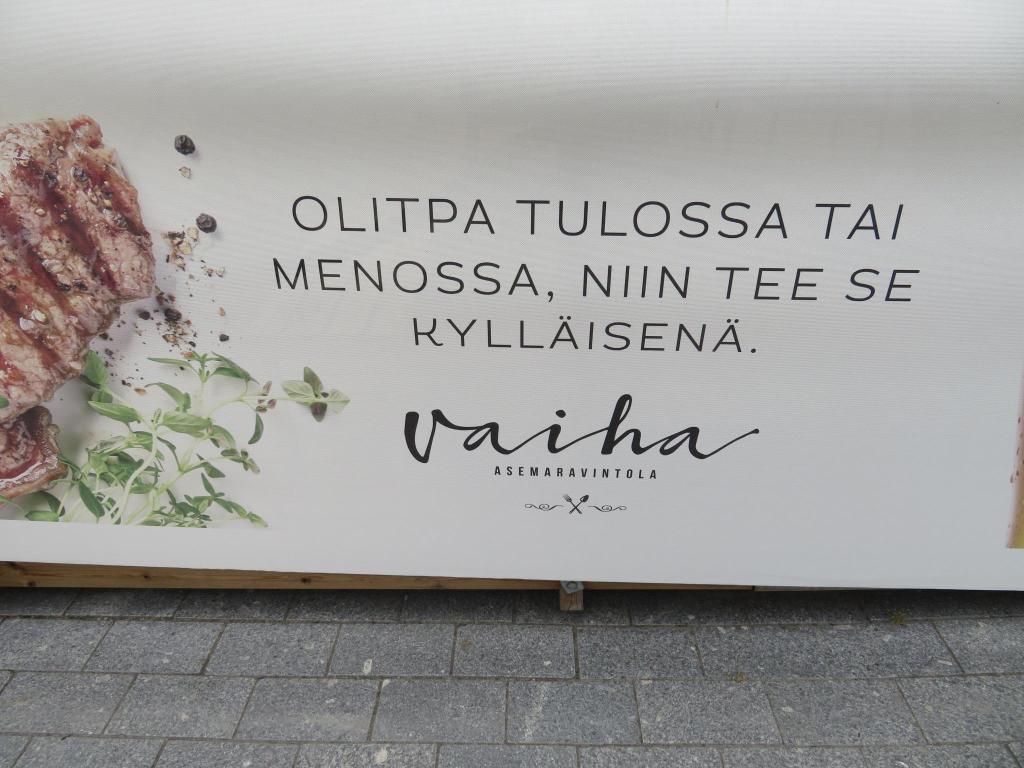 OLITPA TULOSSA TAI
MENOSSA, NIIN TEE SE
KYLLÄISENÄ.
vaiha
ASEMARAVINTOLA